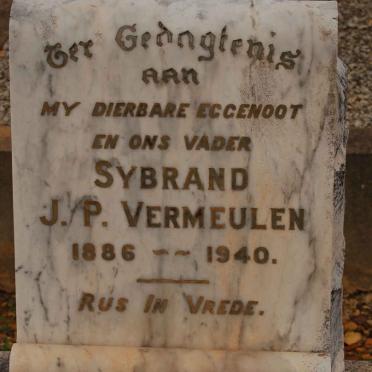 Ter Gedagtenis
aan
MY DIERBARE EGGENOOT
EN ONS VADER
SYBRAND
J. P. VERMEULEN
1886 ~~ 1940.
RUS IN VREDE.